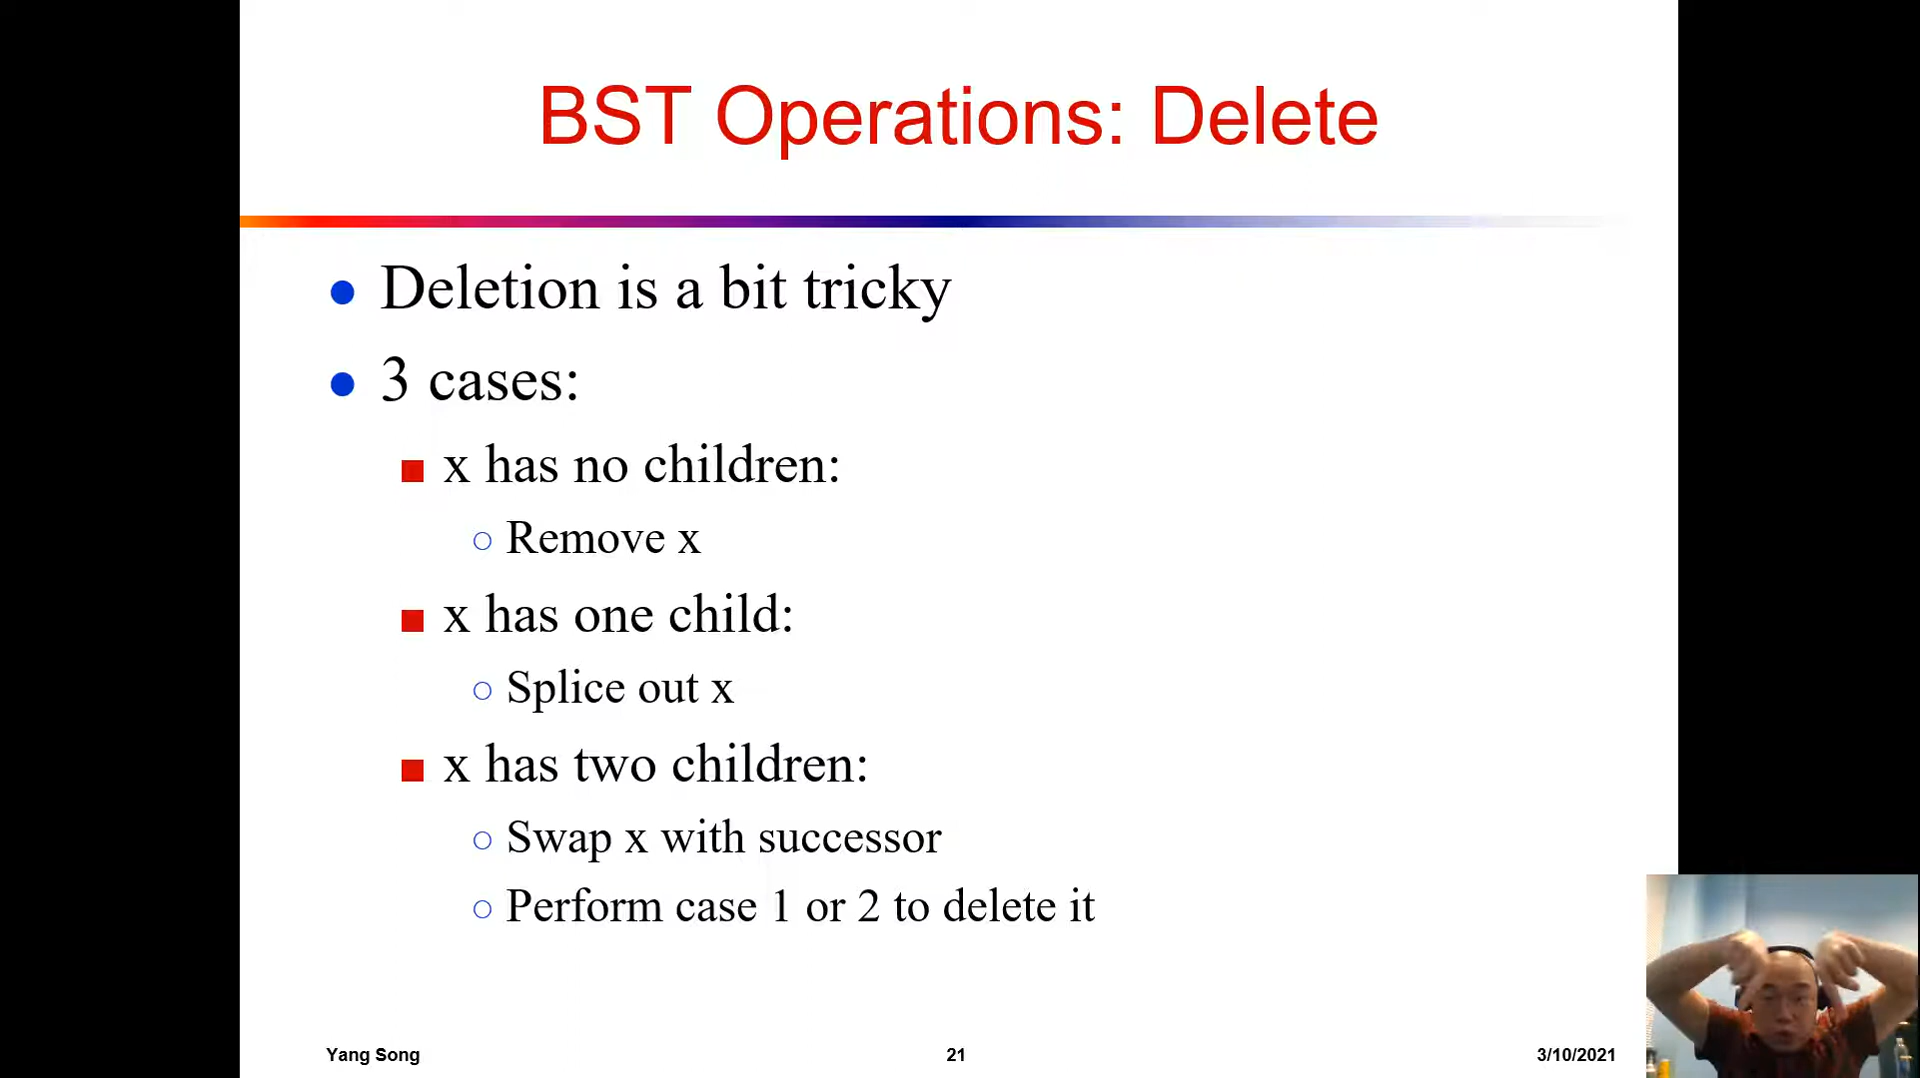 BST Operations: Delete
Deletion is a bit tricky
3 cases:
x has no children:
Remove x
x has one child:
Splice out x
x has two children:
Swap x with successor
Perform case 1 or 2 to delete it
Yang Song
21
3/10/2021